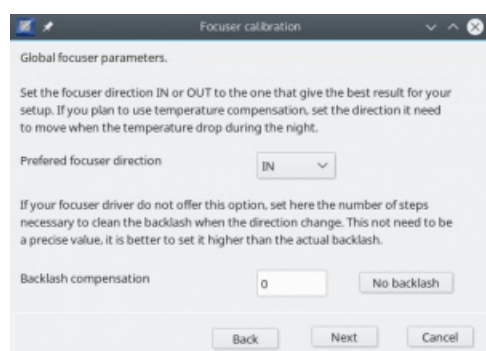 Focuser calibration
Global focuser parameters.
Set the focuser direction IN or OUT to the one that give the best result for your
setup. If you plan to use temperature compensation, set the direction it need
to move when the temperature drop during the night.
Prefered focuser direction
IN
If your focuser driver do not offer this option, set here the number of steps
necessary to clean the backlash when the direction change. This not need to be
a precise value, it is better to set it higher than the actual backlash.
Backlash compensation
0
No backlash
Back
Next
Cancel